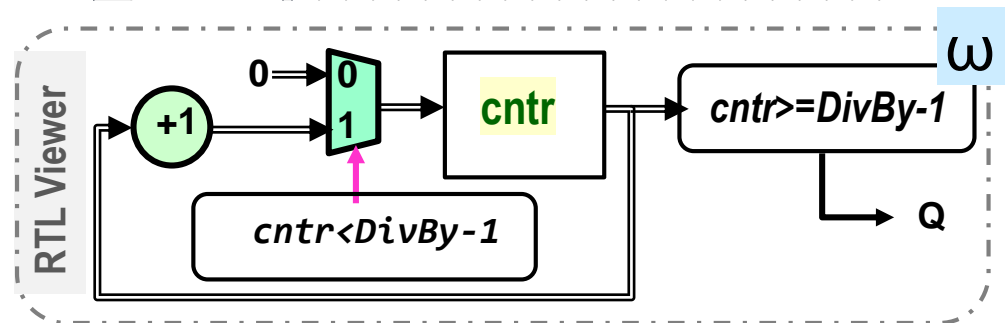 ω
RTL Viewer
0
0
1
+1
cntr
cntr>=DivBy-1
cntr<DivBy-1
Q